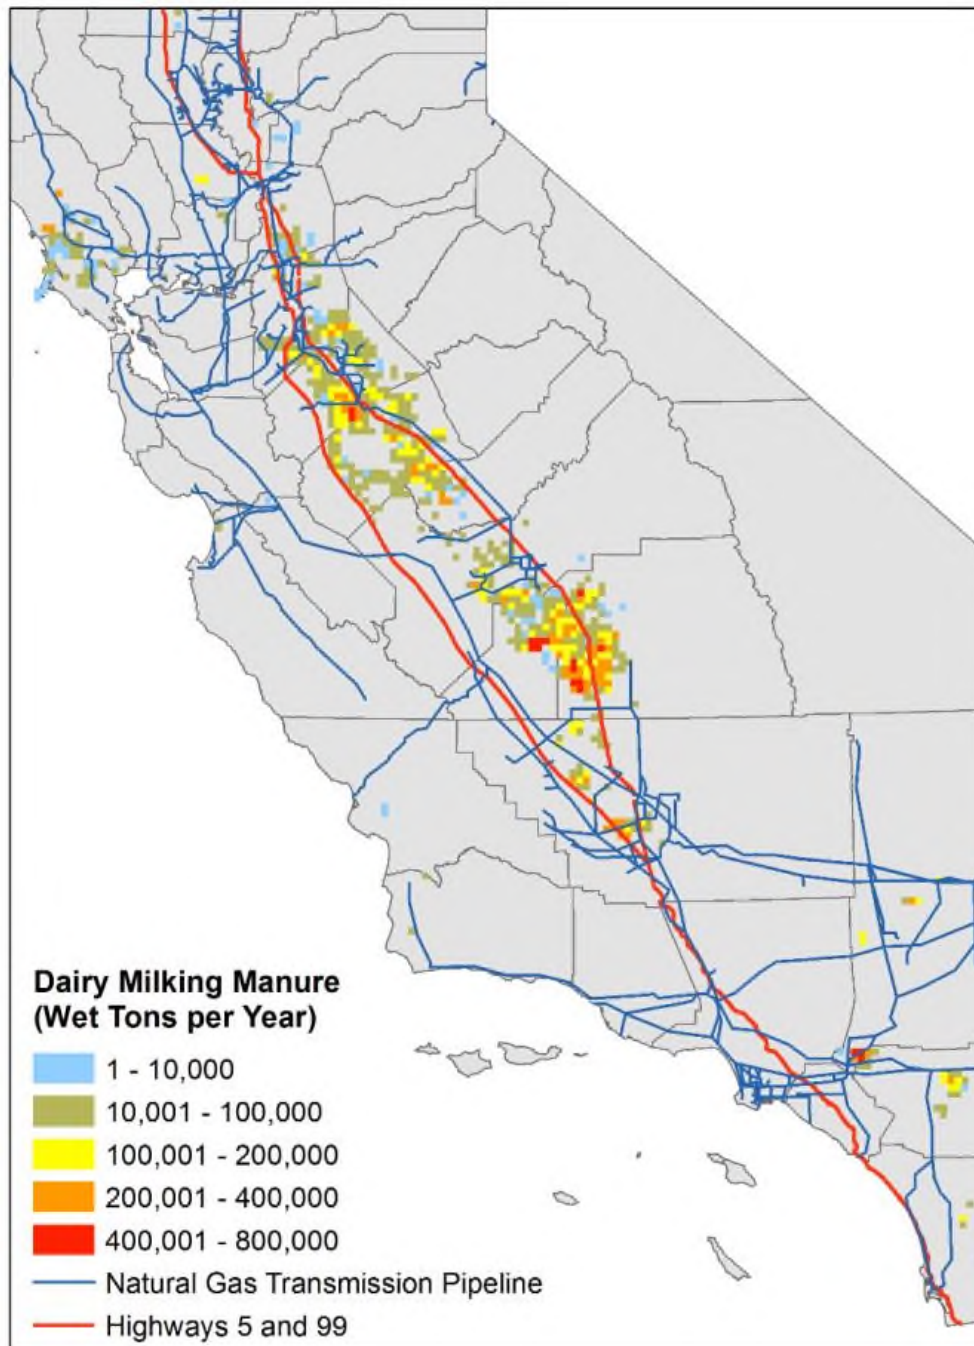 Dairy Milking Manure
(Wet Tons per Year)
1 - 10,000
10,001 - 100,000
100,001 - 200,000
200,001 - 400,000
400,001 - 800,000
Natural Gas Transmission Pipeline
Highways 5 and 99